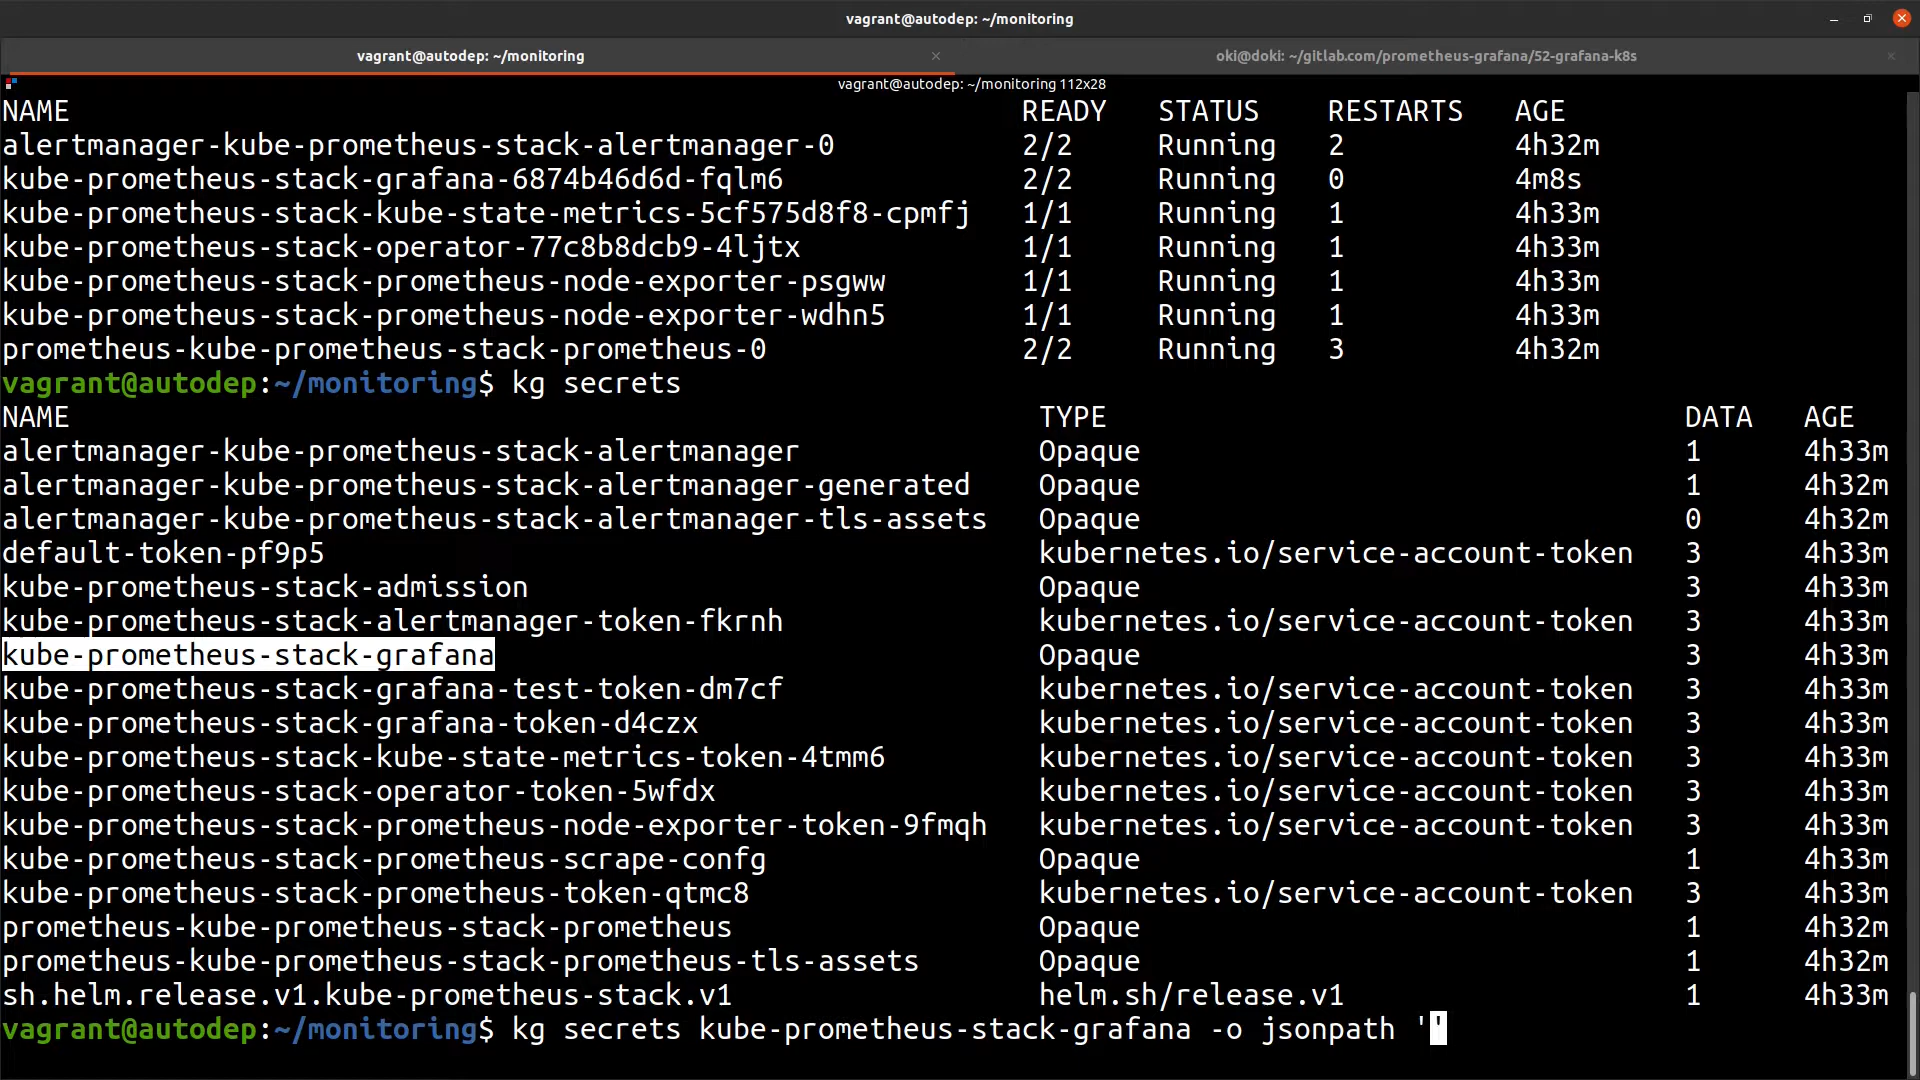 vagrant@autodep: ~/monitoring
vagrant@autodep: ~/monitoring
oki@doki: ~/gitlab.com/prometheus-grafana/52-grafana-k8s
vagrant@autodep: ~/monitoring 112x28
NAME READY STATUS RESTARTS AGE
alertmanager-kube-prometheus-stack-alertmanager-0 2/2 Running 2 4h32m
kube-prometheus-stack-grafana-6874b46d6d-fqlm6 2/2 Running 0 4m8s
kube-prometheus-stack-kube-state-metrics-5cf575d8f8-cpmfj 1/1 Running 1 4h33m
kube-prometheus-stack-operator-77c8b8dcb9-4ljtx 1/1 Running 1 4h33m
kube-prometheus-stack-prometheus-node-exporter-psgww 1/1 Running 1 4h33m
kube-prometheus-stack-prometheus-node-exporter-wdhn5 1/1 Running 1 4h33m
prometheus-kube-prometheus-stack-prometheus-0 2/2 Running 3 4h32m
vagrant@autodep:~/monitoring$ kg secrets
NAME TYPE DATA AGE
alertmanager-kube-prometheus-stack-alertmanager Opaque 1 4h33m
alertmanager-kube-prometheus-stack-alertmanager-generated Opaque 1 4h32m
alertmanager-kube-prometheus-stack-alertmanager-tls-assets Opaque 0 4h32m
default-token-pf9p5 kubernetes.io/service-account-token 3 4h33m
kube-prometheus-stack-admission Opaque 3 4h33m
kube-prometheus-stack-alertmanager-token-fkrnh kubernetes.io/service-account-token 3 4h33m
kube-prometheus-stack-grafana Opaque 3 4h33m
kube-prometheus-stack-grafana-test-token-dm7cf kubernetes.io/service-account-token 3 4h33m
kube-prometheus-stack-grafana-token-d4czx kubernetes.io/service-account-token 3 4h33m
kube-prometheus-stack-kube-state-metrics-token-4tmm6 kubernetes.io/service-account-token 3 4h33m
kube-prometheus-stack-operator-token-5wfdx kubernetes.io/service-account-token 3 4h33m
kube-prometheus-stack-prometheus-node-exporter-token-9fmqh kubernetes.io/service-account-token 3 4h33m
kube-prometheus-stack-prometheus-scrape-confg Opaque 1 4h33m
kube-prometheus-stack-prometheus-token-qtmc8 kubernetes.io/service-account-token 3 4h33m
prometheus-kube-prometheus-stack-prometheus Opaque 1 4h32m
prometheus-kube-prometheus-stack-prometheus-tls-assets Opaque 1 4h32m
sh.helm.release.v1.kube-prometheus-stack.v1 helm.sh/release.v1 1 4h33m
vagrant@autodep:~/monitoring$ kg secrets kube-prometheus-stack-grafana -o jsonpath ''